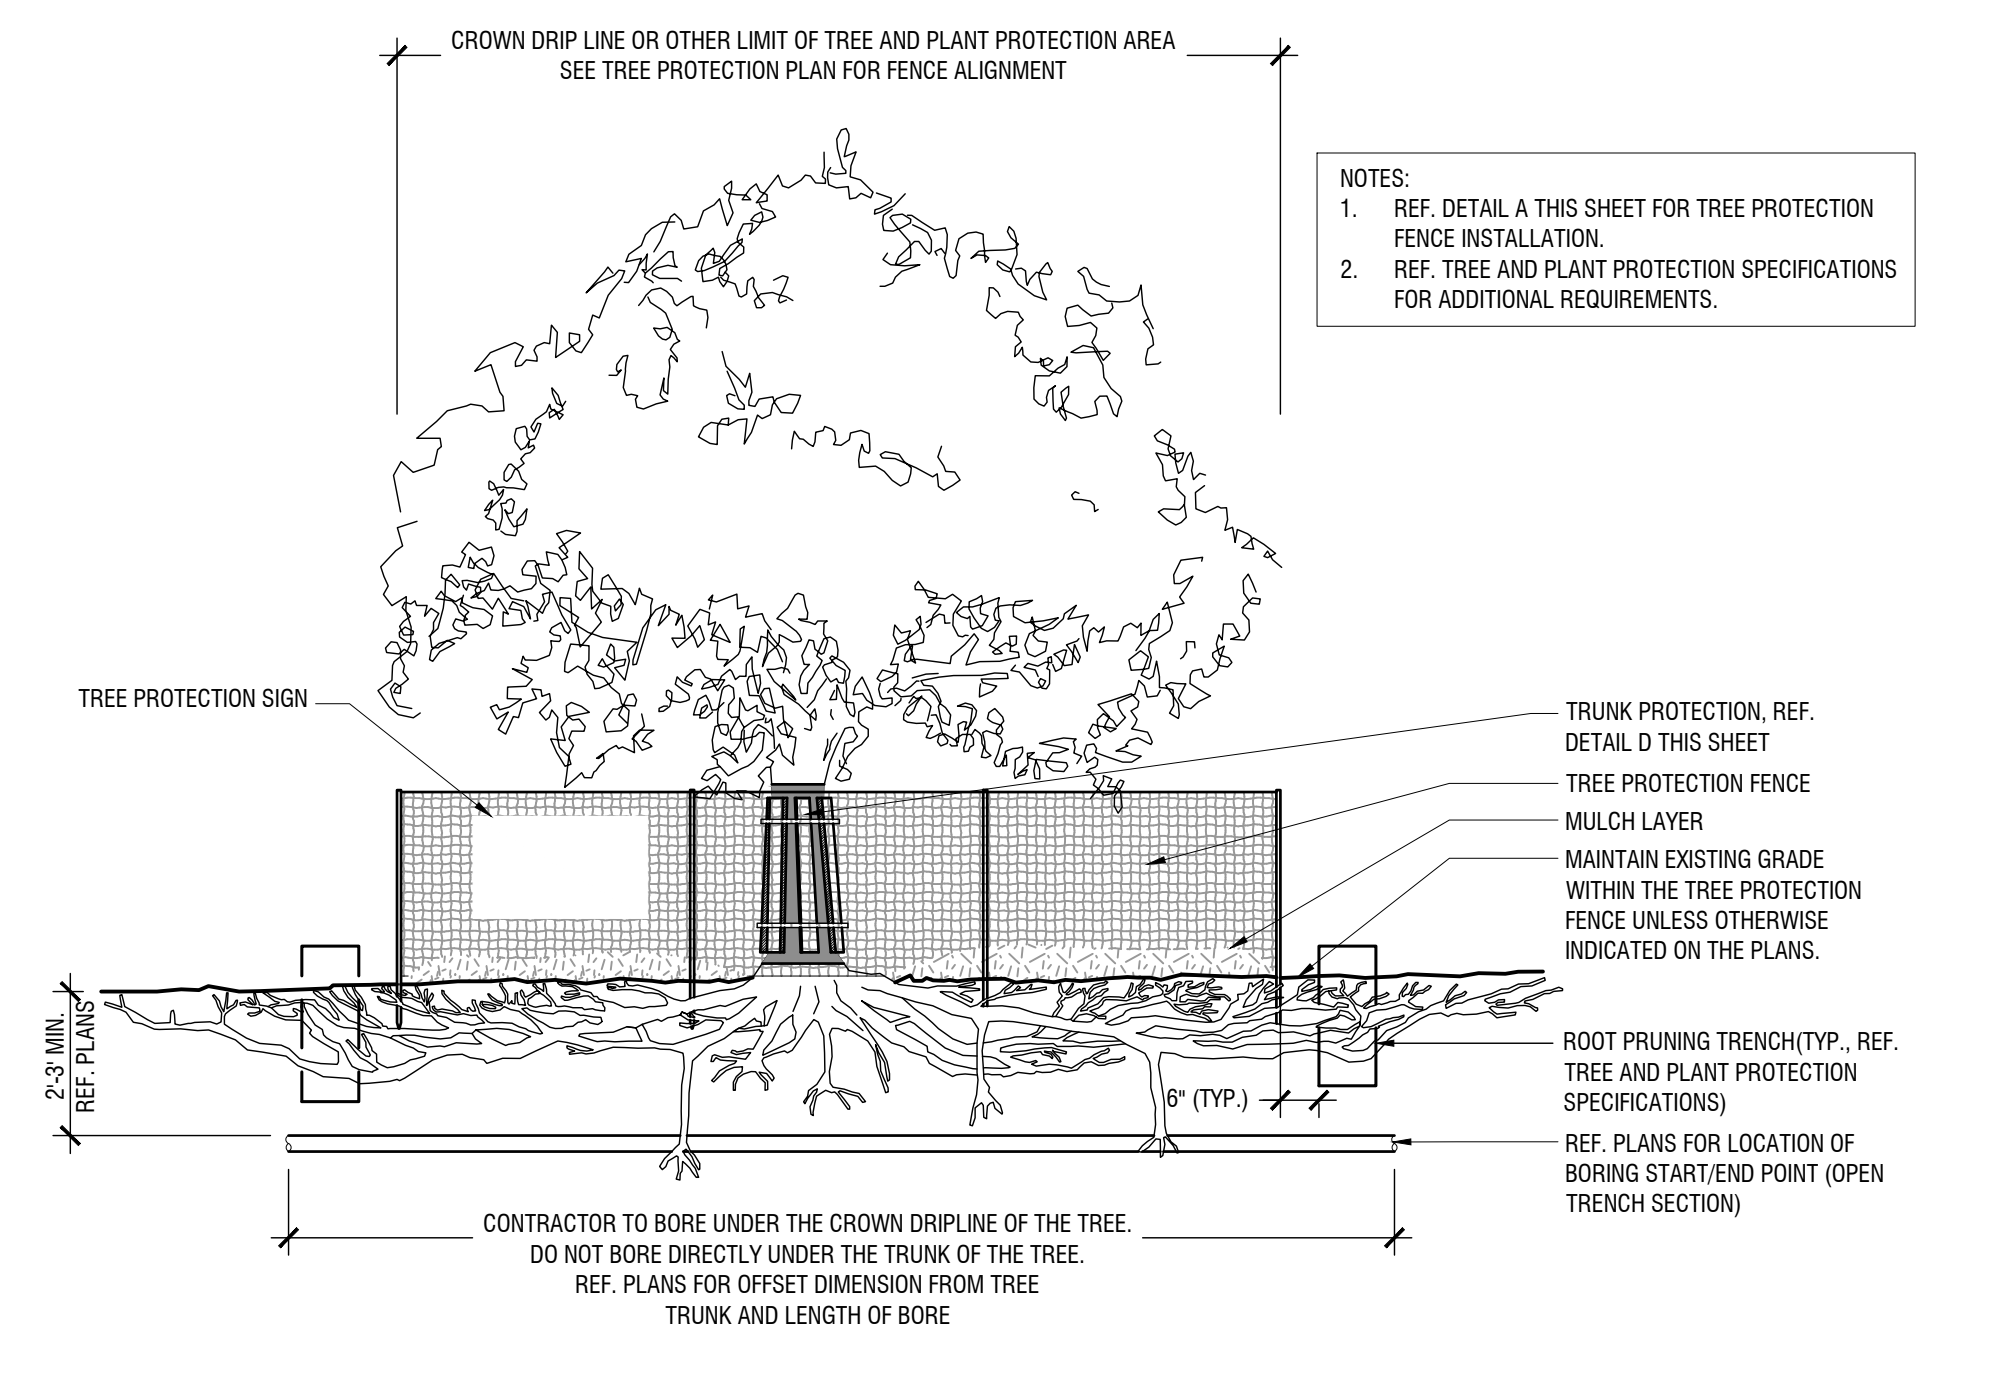 CROWN DRIP LINE OR OTHER LIMIT OF TREE AND PLANT PROTECTION AREA
SEE TREE PROTECTION PLAN FOR FENCE ALIGNMENT
NOTES:
1. REF. DETAIL A THIS SHEET FOR TREE PROTECTION
FENCE INSTALLATION.
2. REF. TREE AND PLANT PROTECTION SPECIFICATIONS
FOR ADDITIONAL REQUIREMENTS.
TREE PROTECTION SIGN
TRUNK PROTECTION, REF.
DETAIL D THIS SHEET
TREE PROTECTION FENCE
MULCH LAYER
MAINTAIN EXISTING GRADE
WITHIN THE TREE PROTECTION
FENCE UNLESS OTHERWISE
INDICATED ON THE PLANS.
2'-3' MIN.
REF. PLANS
ROOT PRUNING TRENCH(TYP., REF.
TREE AND PLANT PROTECTION
SPECIFICATIONS)
6" (TYP.)
REF. PLANS FOR LOCATION OF
BORING START/END POINT (OPEN
TRENCH SECTION)
CONTRACTOR TO BORE UNDER THE CROWN DRIPLINE OF THE TREE.
DO NOT BORE DIRECTLY UNDER THE TRUNK OF THE TREE.
REF. PLANS FOR OFFSET DIMENSION FROM TREE
TRUNK AND LENGTH OF BORE